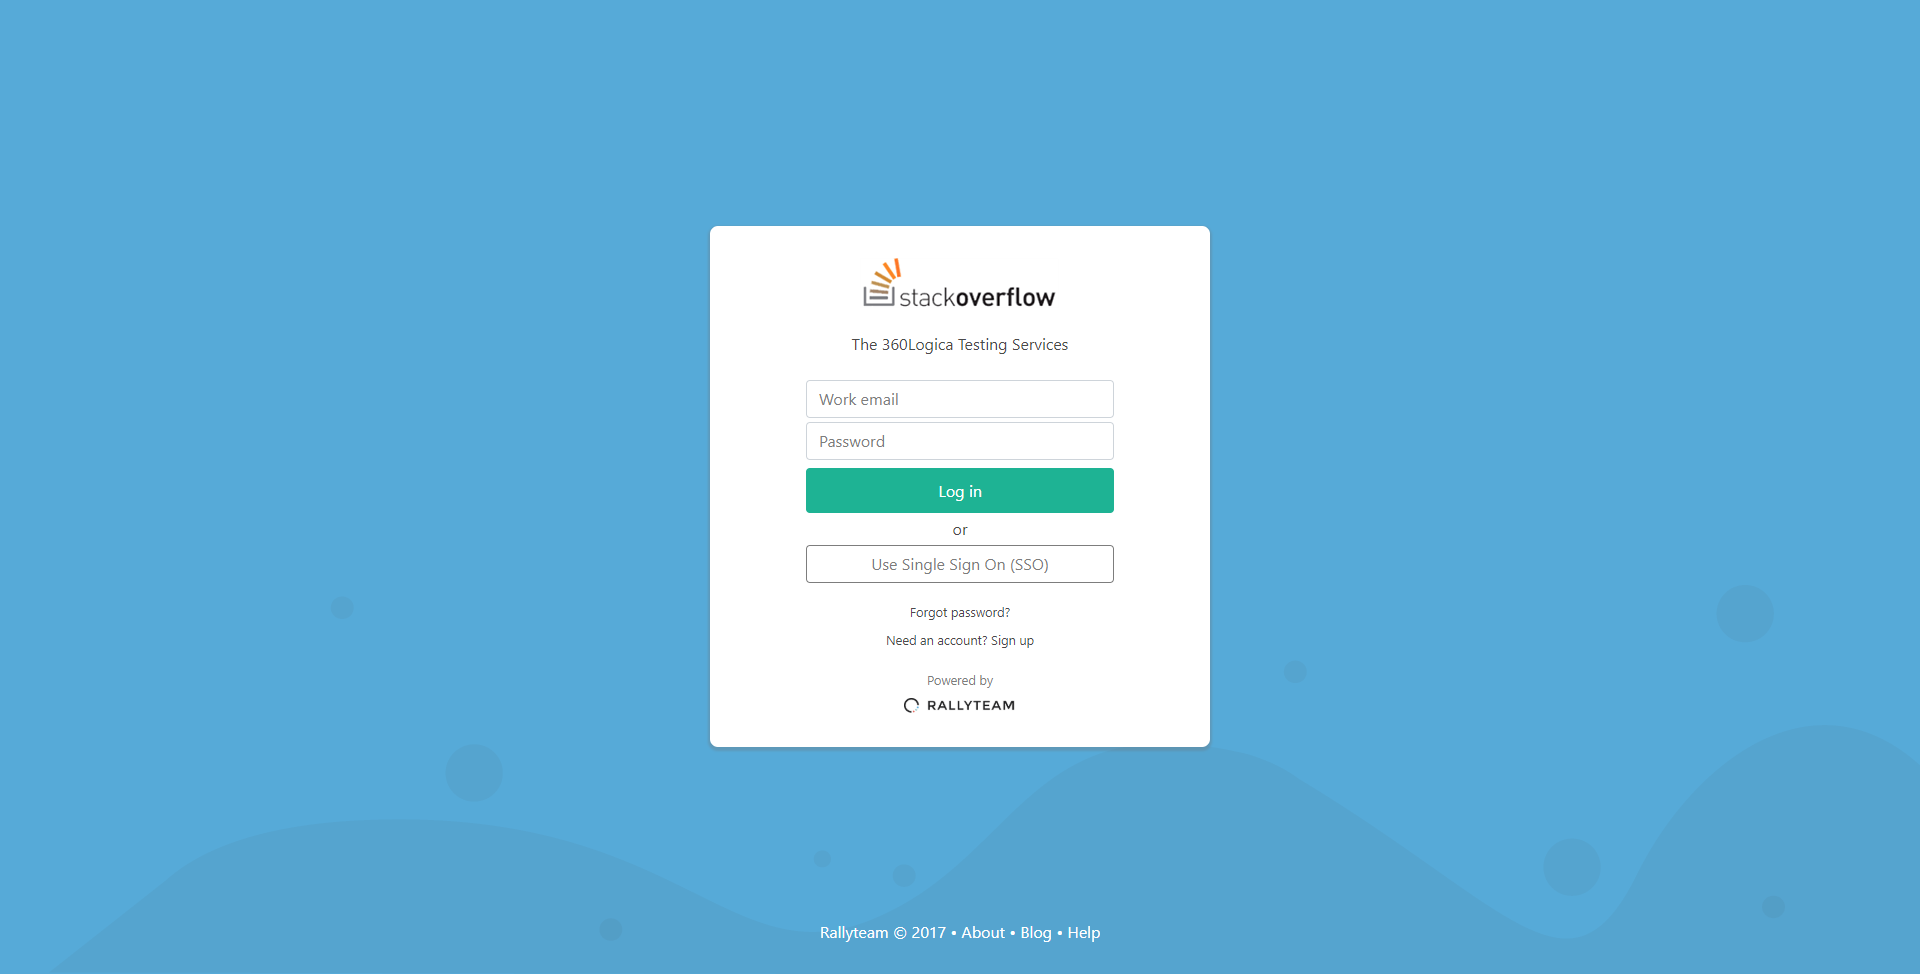 stackoverflow
The 360Logica Testing Services
Work email
Password
Log in
or
Use Single Sign On (SSO)
Forgot password?
Need an account? Sign up
Powered by
RALLYTEAM
Rallyteam © 2017 • About • Blog • Help